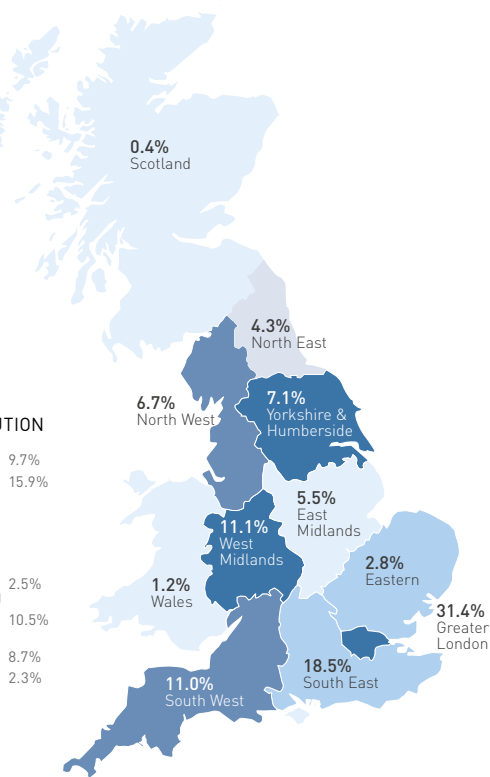 0.4%
Scotland
4.3%
North East
6.7%
North West
7.1%
Yorkshire &
Humberside
UTION
9.7%
15.9%
5.5%
East
Midlands
11.1%
West
Midlands
2.8%
Eastern
1.2%
Wales
2.5%
10.5%
31.4%
Greater
London
8.7%
2.3%
18.5%
South East
11.0%
South West